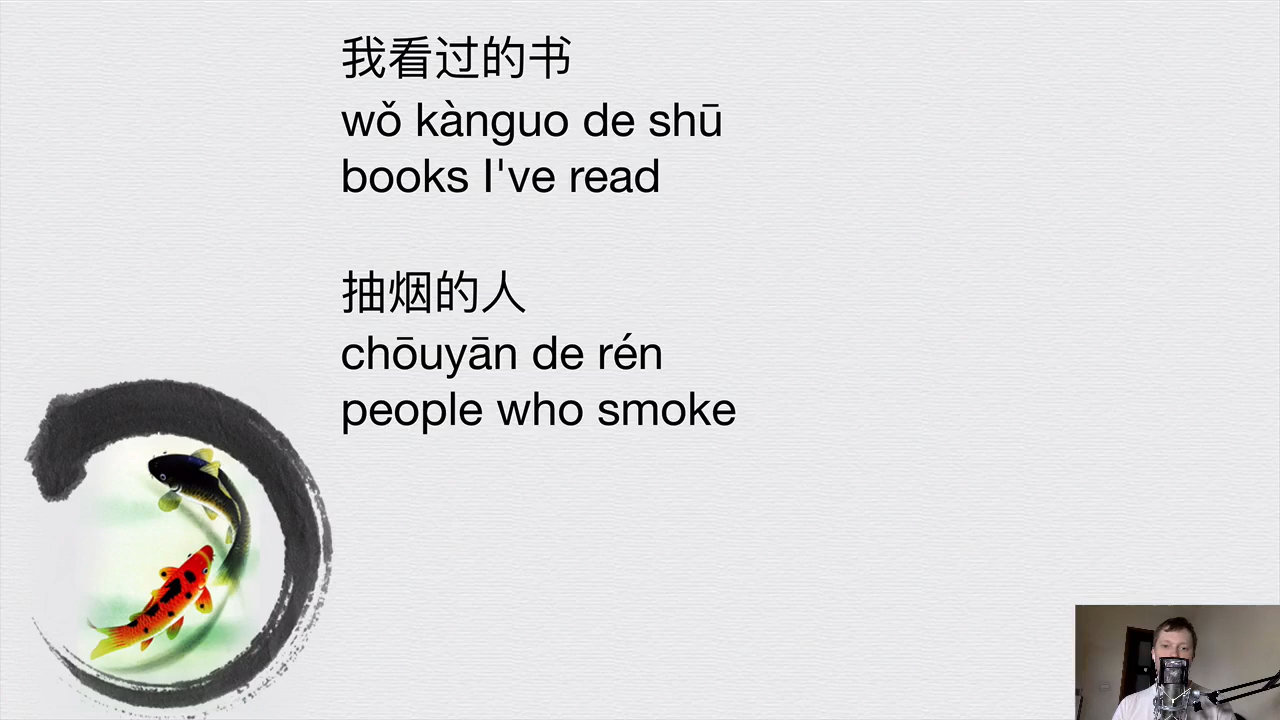 我看过的书
wǒ kànguo de shū
books I've read
抽烟的人
chōuyān de rén
people who smoke